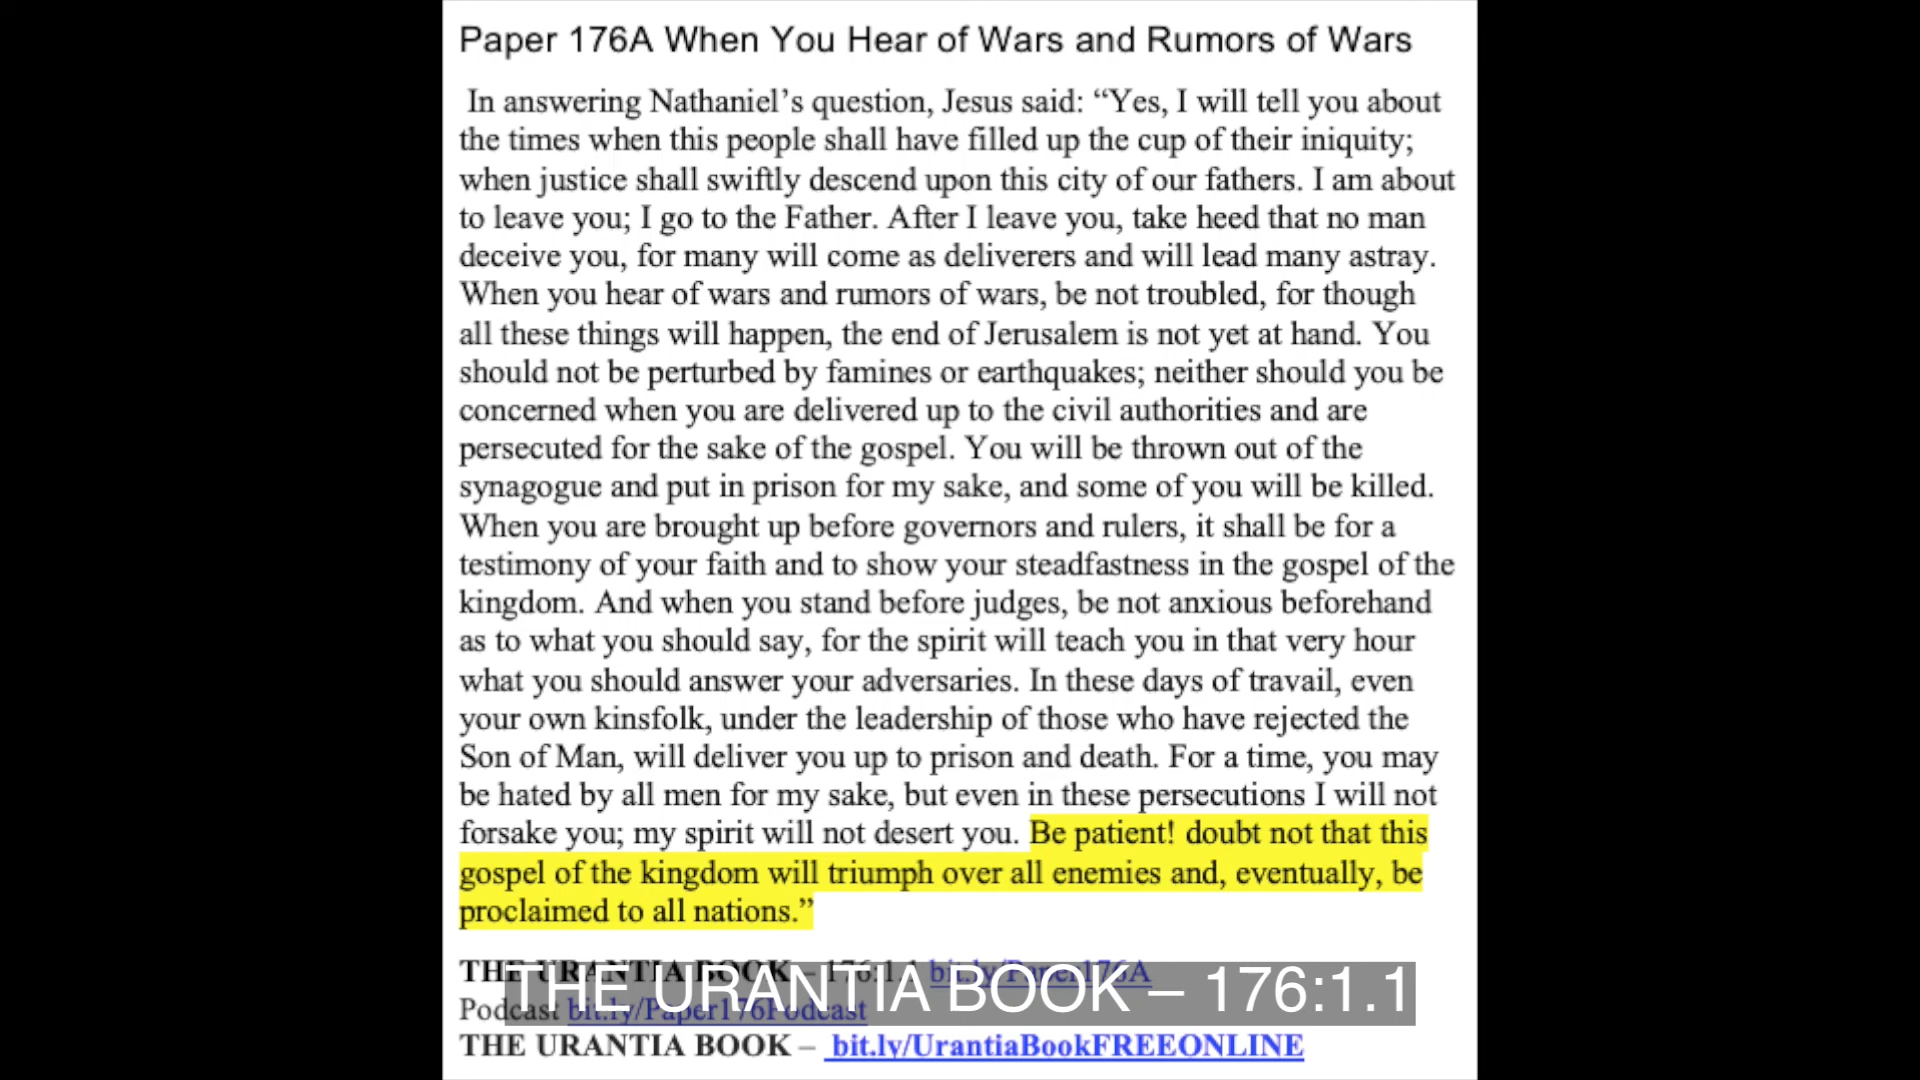 Paper 176A When You Hear of Wars and Rumors of Wars
In answering Nathaniel’s question, Jesus said: “Yes, I will tell you about
the times when this people shall have filled up the cup of their iniquity;
when justice shall swiftly descend upon this city of our fathers. I am about
to leave you; I go to the Father. After I leave you, take heed that no man
deceive you, for many will come as deliverers and will lead many astray.
When you hear of wars and rumors of wars, be not troubled, for though
all these things will happen, the end of Jerusalem is not yet at hand. You
should not be perturbed by famines or earthquakes; neither should you be
concerned when you are delivered up to the civil authorities and are
persecuted for the sake of the gospel. You will be thrown out of the
synagogue and put in prison for my sake, and some of you will be killed.
When you are brought up before governors and rulers, it shall be for a
testimony of your faith and to show your steadfastness in the gospel of the
kingdom. And when you stand before judges, be not anxious beforehand
as to what you should say, for the spirit will teach you in that very hour
what you should answer your adversaries. In these days of travail, even
your own kinsfolk, under the leadership of those who have rejected the
Son of Man, will deliver you up to prison and death. For a time, you may
be hated by all men for my sake, but even in these persecutions I will not
forsake you; my spirit will not desert you. Be patient! doubt not that this
gospel of the kingdom will triumph over all enemies and, eventually, be
proclaimed to all nations.”
THE URANTIA BOOK – 176:1.1 bit.ly/Paper176A
THE URANTIA BOOK – 176:1.1
Podcast bit.ly/Paper176Podcast
THE URANTIA BOOK – bit.ly/UrantiaBookFREEONLINE